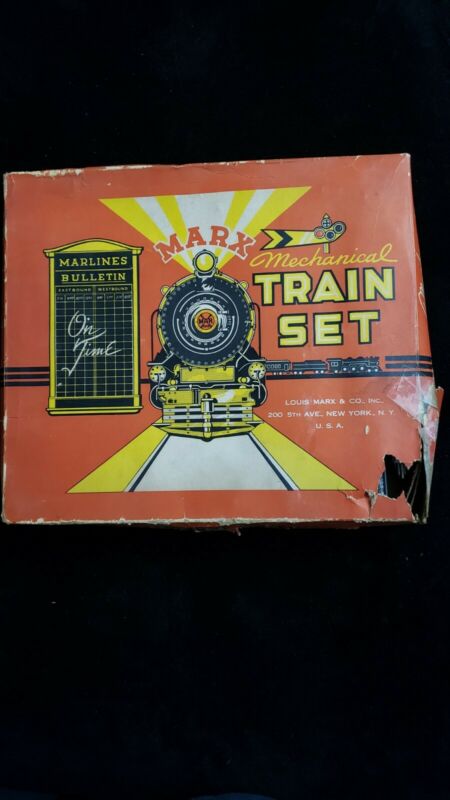 MARX
Mechanical
TRAIN
SET
MARLINES
BULLETIN
EASTBOUND WESTBOUND
On
Time
MAR
LOUIS MARX & CO., INC.
200 5TH AVE., NEW YORK, N.Y.
U.S.A.